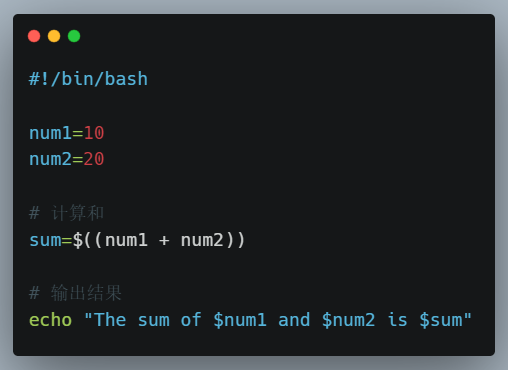 #!/bin/bash
num1=10
num2=20
# 计算和
sum=$((num1 + num2))
# 输出结果
echo "The sum of $num1 and $num2 is $sum"